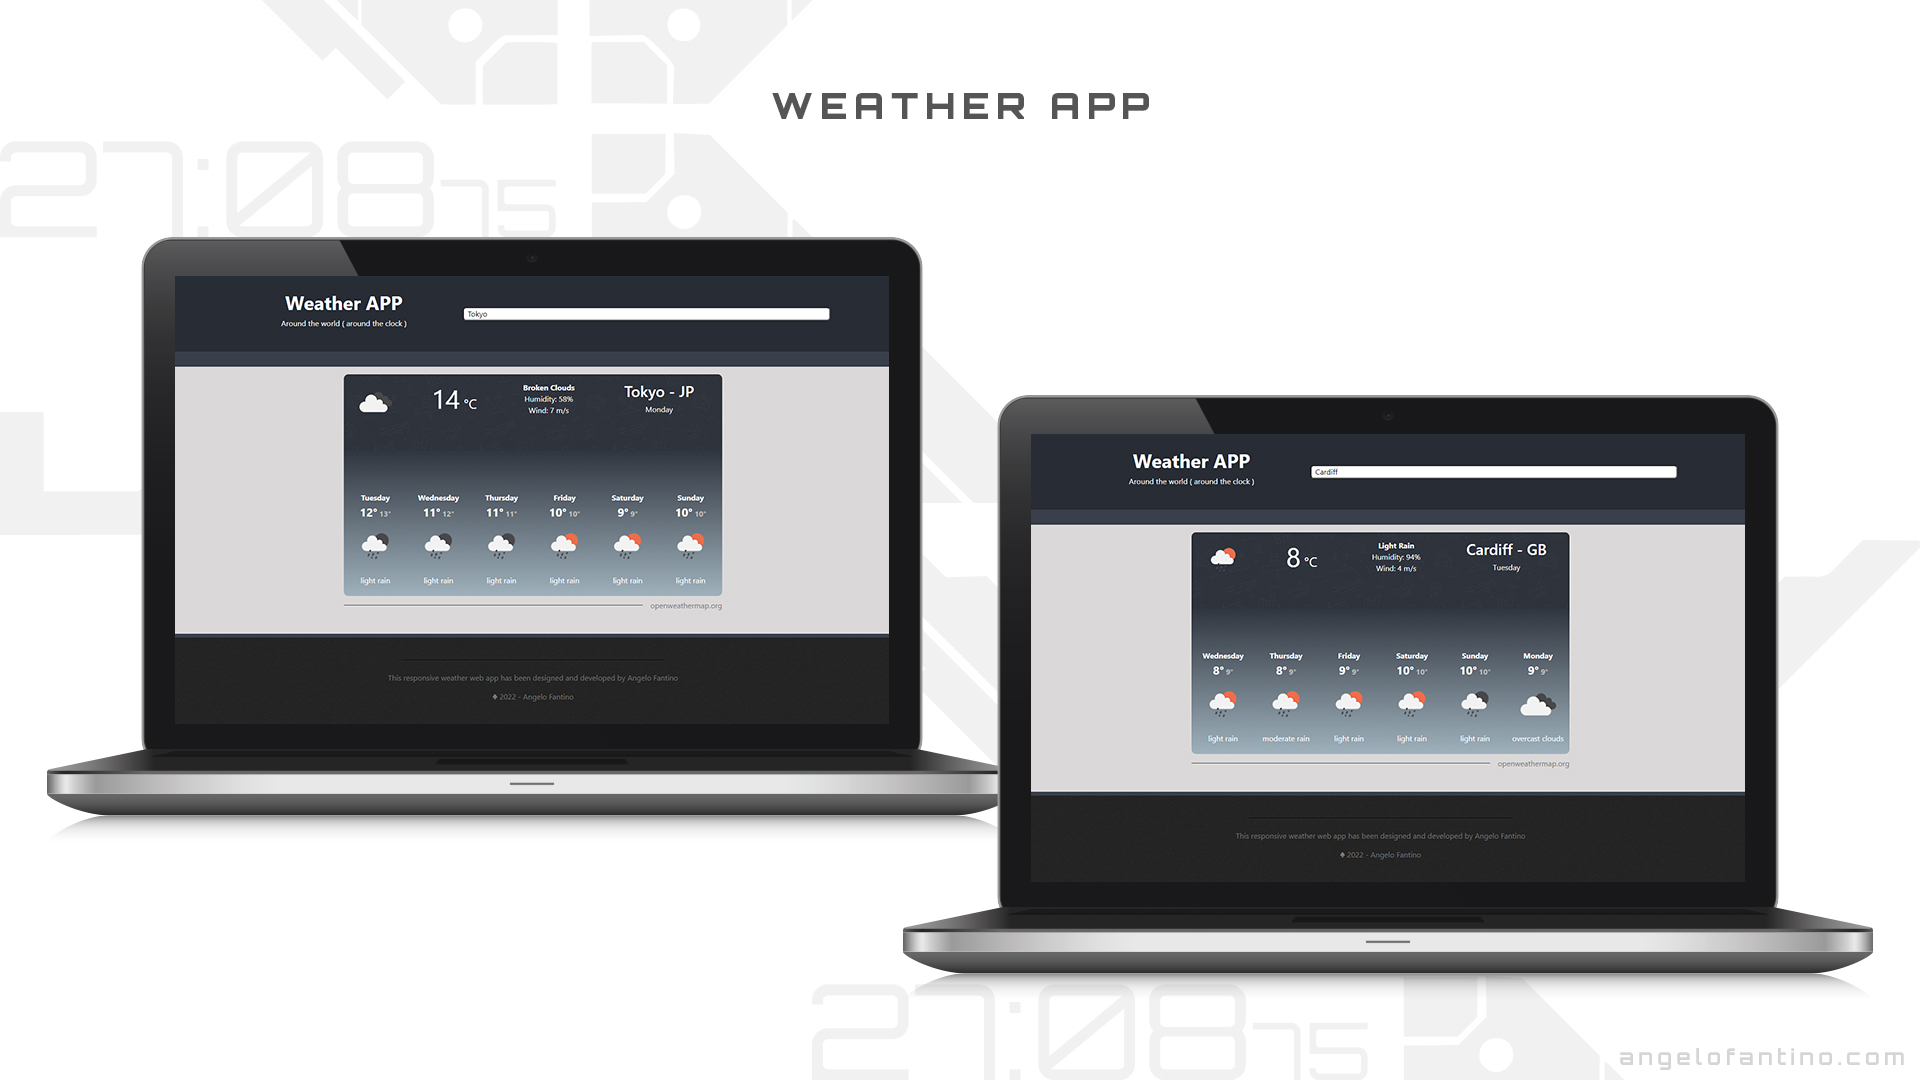 WEATHER APP
27:08 75
Weather APP
Around the world ( around the clock )
Tokyo
14 °C
Broken Clouds
Humidity: 58%
Wind: 7 m/s
Tokyo - JP
Monday
Tuesday Wednesday Thursday Friday Saturday Sunday
12° 13° 11° 12° 11° 11° 10° 10° 9° 9° 10° 10°
light rain light rain light rain light rain light rain light rain
openweathermap.org
This responsive weather web app has been designed and developed by Angelo Fantino
♠ 2022 - Angelo Fantino
Weather APP
Around the world ( around the clock )
Cardiff
8 °C
Light Rain
Humidity: 94%
Wind: 4 m/s
Cardiff - GB
Tuesday
Wednesday Thursday Friday Saturday Sunday Monday
8° 9° 8° 9° 9° 9° 10° 10° 10° 10° 9° 9°
light rain moderate rain light rain light rain light rain overcast clouds
openweathermap.org
This responsive weather web app has been designed and developed by Angelo Fantino
♠ 2022 - Angelo Fantino
27:08 75
angelofantino.com